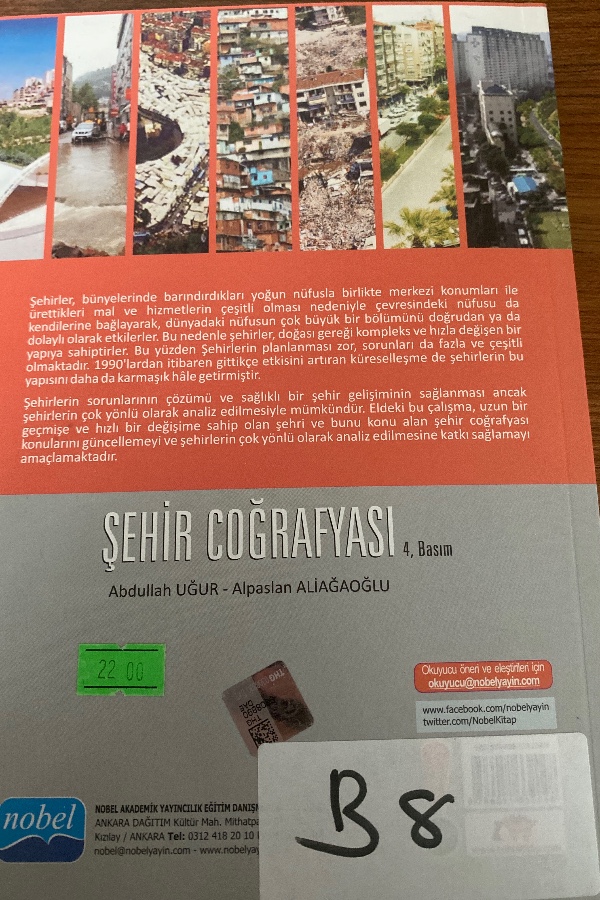 Şehirler, bünyelerinde barındırdıkları yoğun nüfusla birlikte merkezi konumları ile
ürettikleri mal ve hizmetlerin çeşitli olması nedeniyle çevresindeki nüfusu da
kendilerine bağlayarak, dünyadaki nüfusun çok büyük bir bölümünü doğrudan ya da
dolaylı olarak etkilerler. Bu nedenle şehirler, doğası gereği kompleks ve hızla değişen bir
yapıya sahiptirler. Bu yüzden Şehirlerin planlanması zor, sorunları da fazla ve çeşitli
olmaktadır. 1990'lardan itibaren gittikçe etkisini artıran küreselleşme de şehirlerin bu
yapısını daha da karmaşık hâle getirmiştir.
Şehirlerin sorunlarının çözümü ve sağlıklı bir şehir gelişiminin sağlanması ancak
şehirlerin çok yönlü olarak analiz edilmesiyle mümkündür. Eldeki bu çalışma, uzun bir
geçmişe ve hızlı bir değişime sahip olan şehri ve bunu konu alan şehir coğrafyası
konularını güncellemeyi ve şehirlerin çok yönlü olarak analiz edilmesine katkı sağlamayı
amaçlamaktadır.
ŞEHİR COĞRAFYASI 4, Basım
Abdullah UĞUR - Alpaslan ALİAĞAOĞLU
22 00
Okuyucu öneri ve eleştirileri için
okuyucu@nobelyayin.com
www.facebook.com/nobelyayin
twitter.com/NobelKitap
B 8
nobel
NOBEL AKADEMİK YAYINCILIK EĞİTİM DANIŞM
ANKARA DAĞITIM Kültür Mah. Mithatpa
Kızılay / ANKARA Tel: 0312 418 20 10
nobel@nobelyayin.com - www.nobelyay